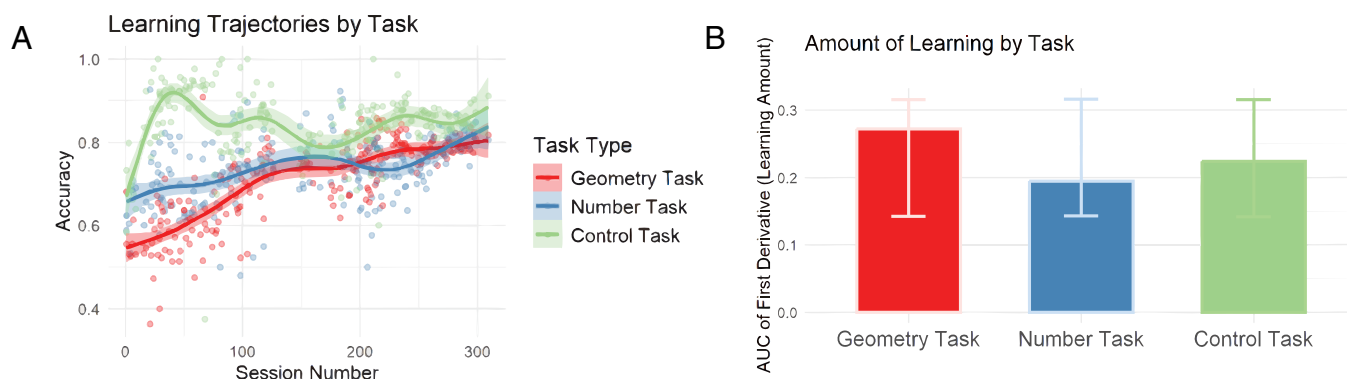 A
Learning Trajectories by Task
Accuracy
1.0
0.8
0.6
0.4
0
100
200
300
Session Number
Task Type
Geometry Task
Number Task
Control Task
B
Amount of Learning by Task
AUC of First Derivative (Learning Amount)
0.3
0.2
0.1
0.0
Geometry Task
Number Task
Control Task